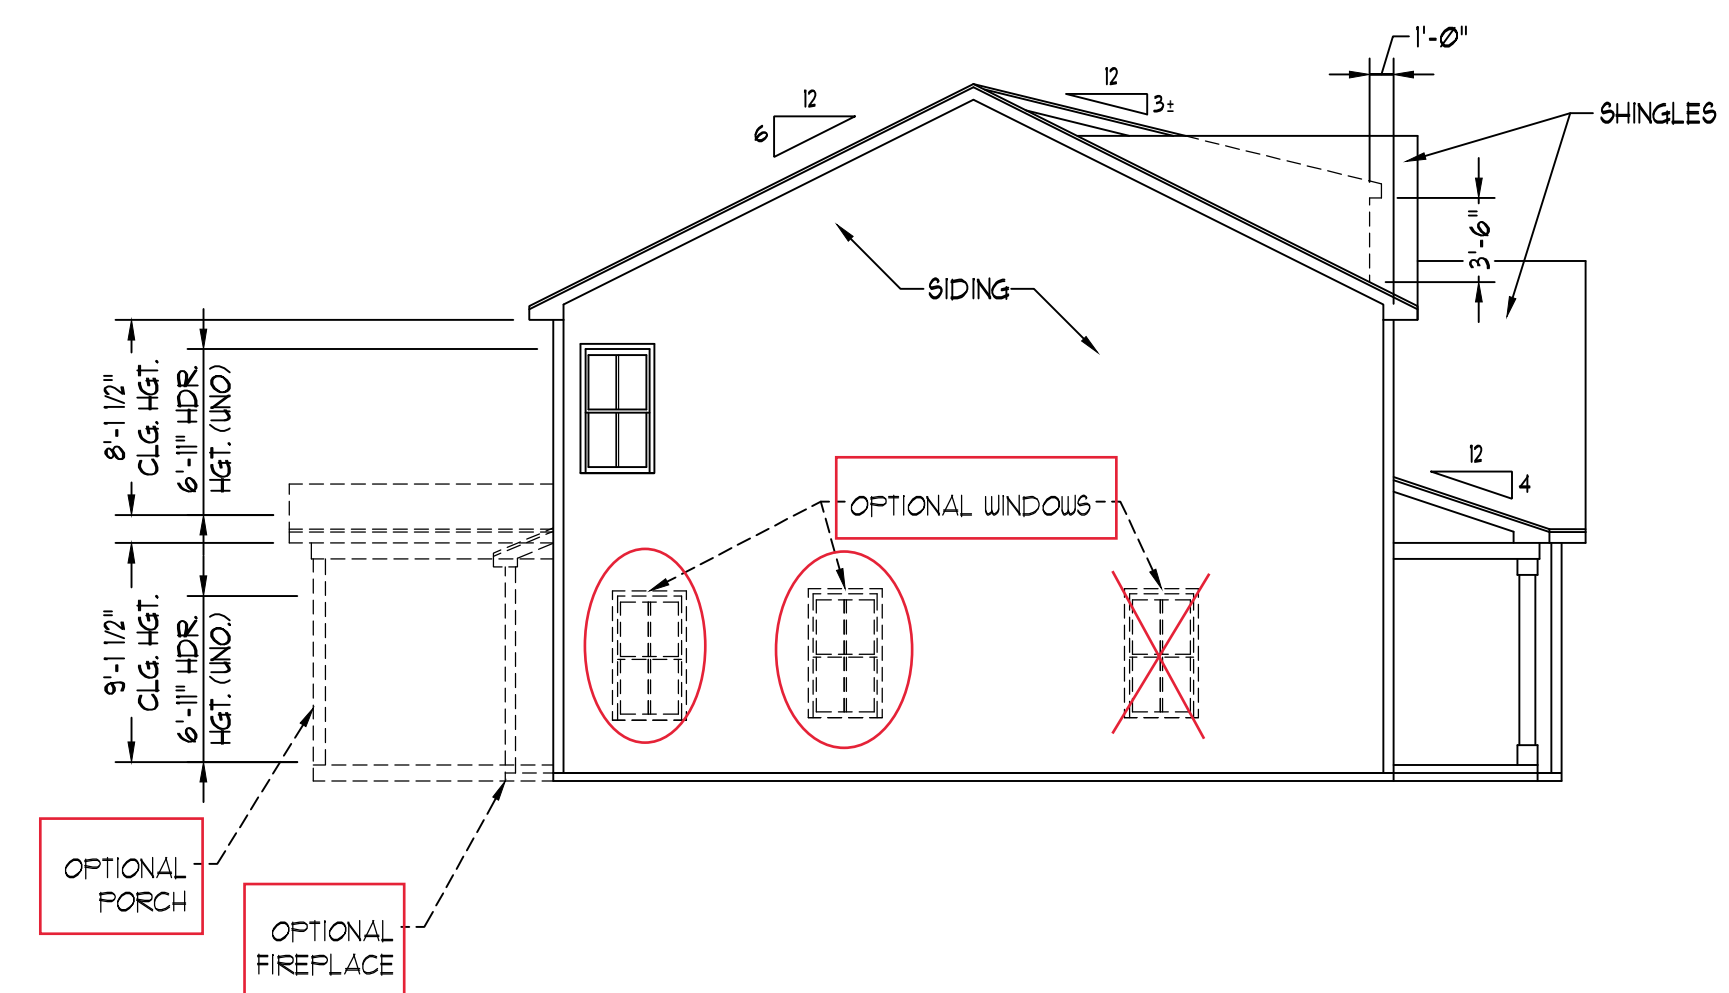 1'-0"
12
3±
12
6
SHINGLES
3'-6"
SIDING
8'-1 1/2"
CLG. HGT.
6'-11" HDR.
HGT. (UNO)
12
4
OPTIONAL WINDOWS
9'-1 1/2"
CLG. HGT.
6'-11" HDR.
HGT. (UNO.)
OPTIONAL
PORCH
OPTIONAL
FIREPLACE